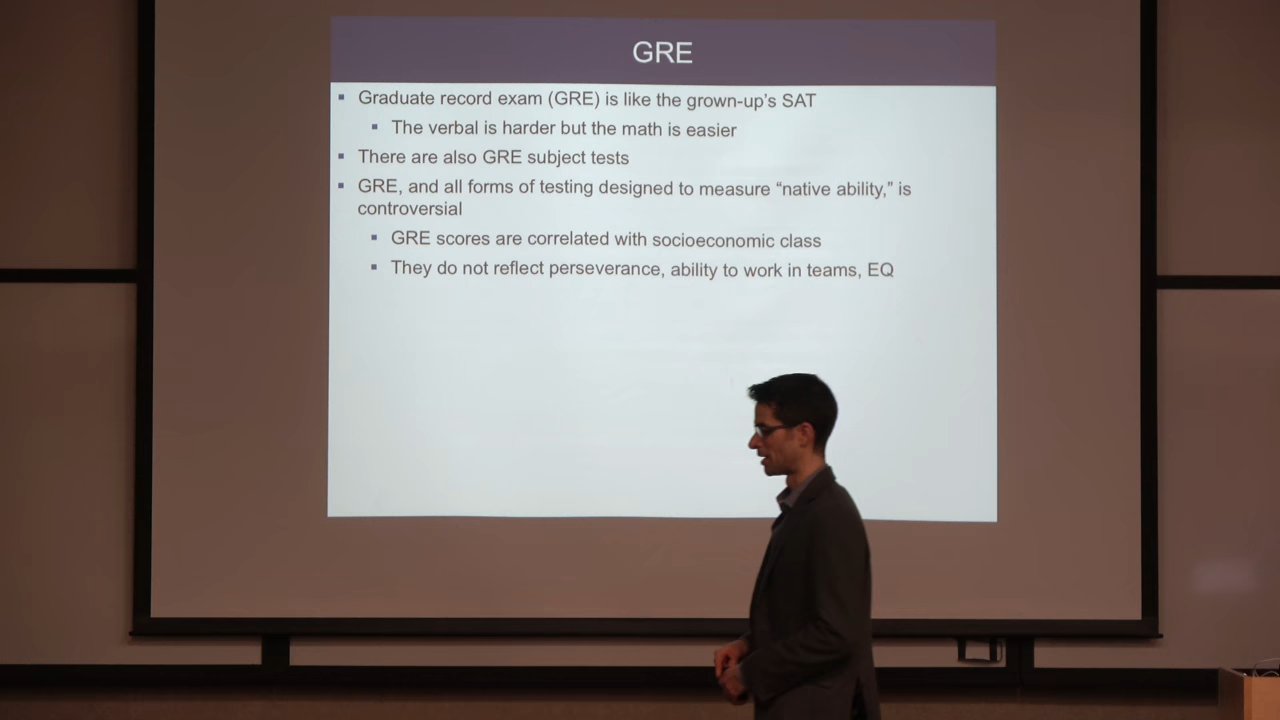 GRE
▪ Graduate record exam (GRE) is like the grown-up's SAT
▪ The verbal is harder but the math is easier
▪ There are also GRE subject tests
▪ GRE, and all forms of testing designed to measure “native ability,” is
controversial
▪ GRE scores are correlated with socioeconomic class
▪ They do not reflect perseverance, ability to work in teams, EQ